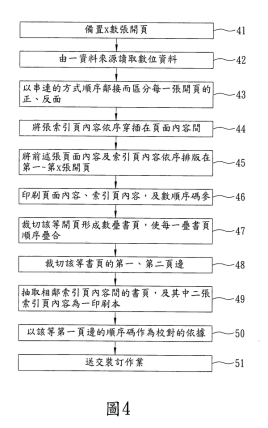 備置x數張開頁
41
由一資料來源讀取數位資料
42
以串連的方式順序鄰接而區分每一張開頁的
正、反面
43
將張索引頁內容依序穿插在頁面內容間
44
將前述張頁面內容及索引頁內容依序排版在
第一~第x張開頁
45
印刷頁面內容、索引頁內容，及數順序碼參
46
裁切該等開頁形成數疊書頁，使每一疊書頁
順序疊合
47
裁切該等書頁的第一、第二頁邊
48
抽取相鄰索引頁內容間的書頁，及其中二張
索引頁內容為一印刷本
49
以該等第一頁邊的順序碼作為校對的依據
50
送交裝訂作業
51
圖4